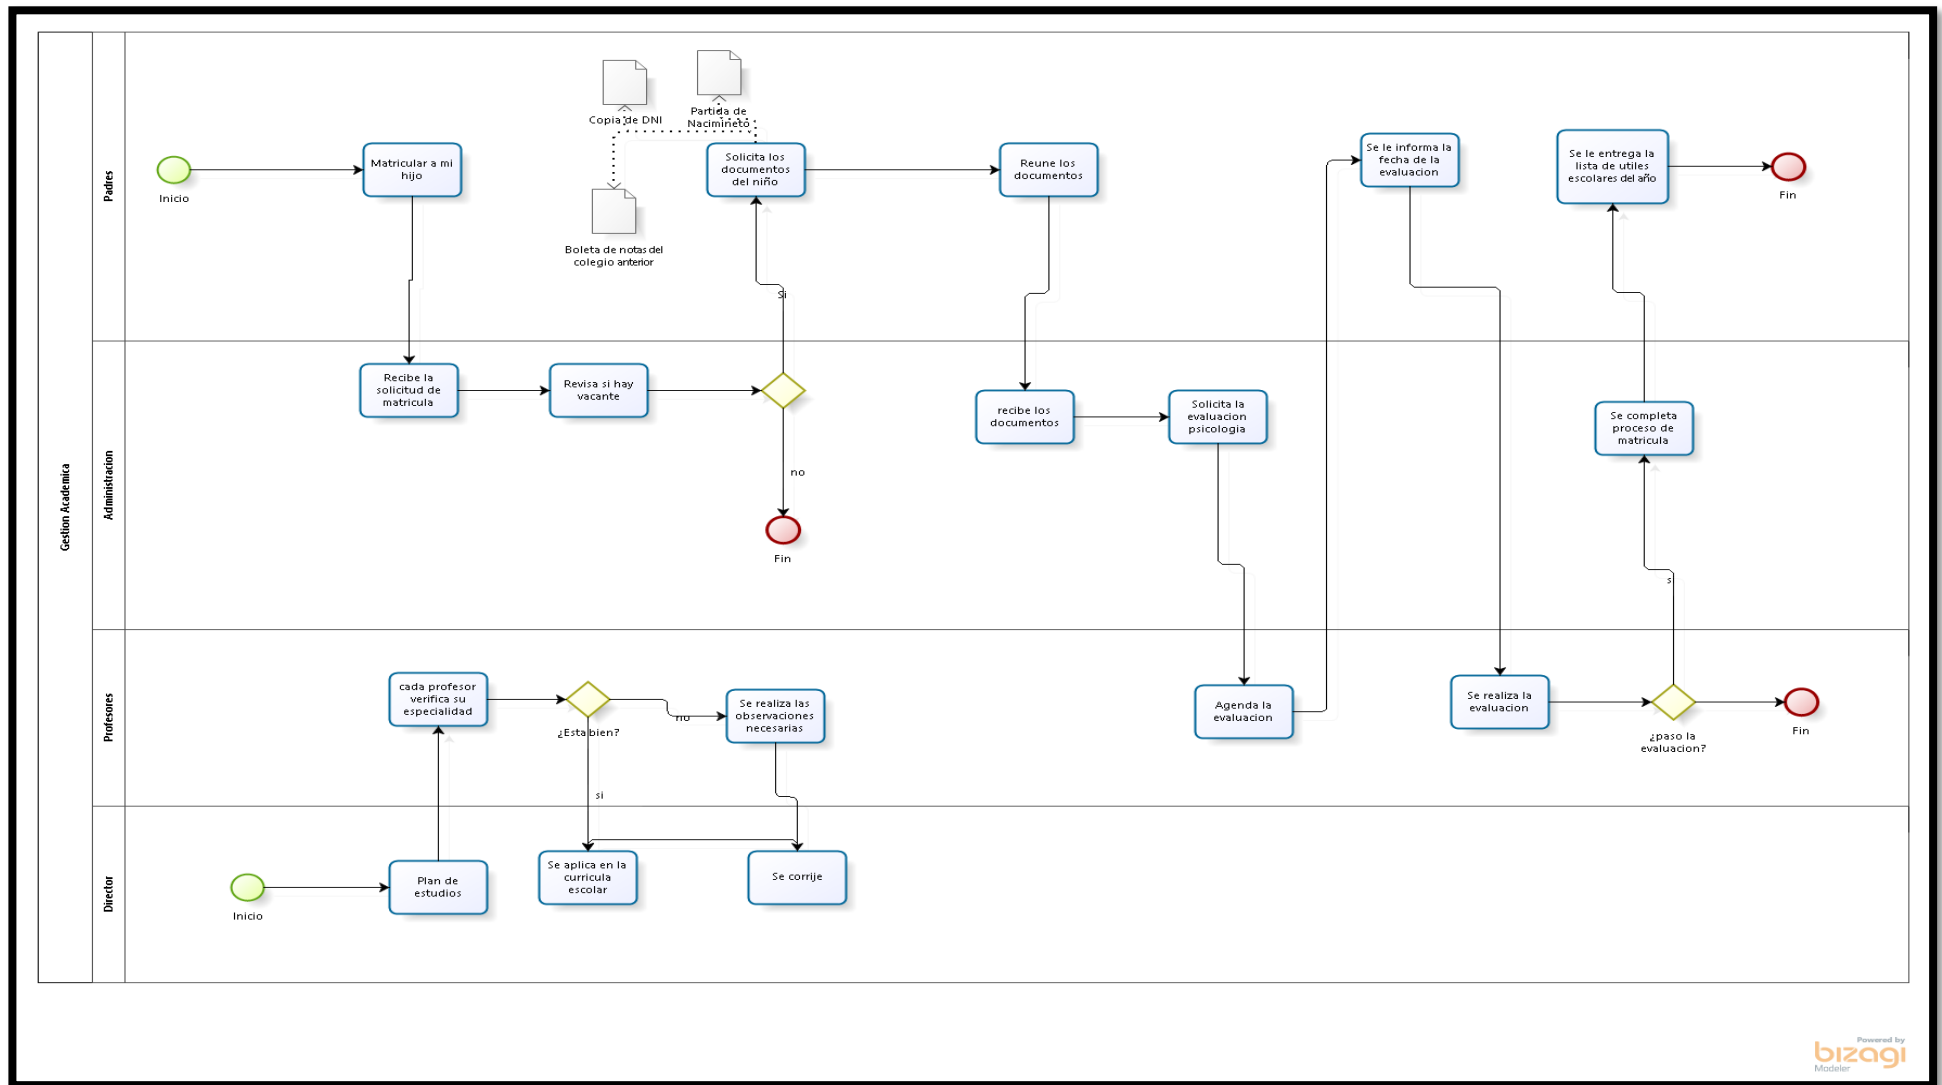 Gestion Academica
Padres
Inicio
Matricular a mi
hijo
Copia de DNI
Partida de
Nacimineto
Boleta de notas del
colegio anterior
Solicita los
documentos
del niño
Si
Reune los
documentos
Se le informa la
fecha de la
evaluacion
Se le entrega la
lista de utiles
escolares del año
Fin
Administracion
Recibe la
solicitud de
matricula
Revisa si hay
vacante
no
Fin
recibe los
documentos
Solicita la
evaluacion
psicologia
Se completa
proceso de
matricula
s
Profesores
cada profesor
verifica su
especialidad
¿Esta bien?
no
si
Se realiza las
observaciones
necesarias
Agenda la
evaluacion
Se realiza la
evaluacion
¿paso la
evaluacion?
Fin
Director
Inicio
Plan de
estudios
Se aplica en la
curricula
escolar
Se corrije
Powered by
bizagi
Modeler